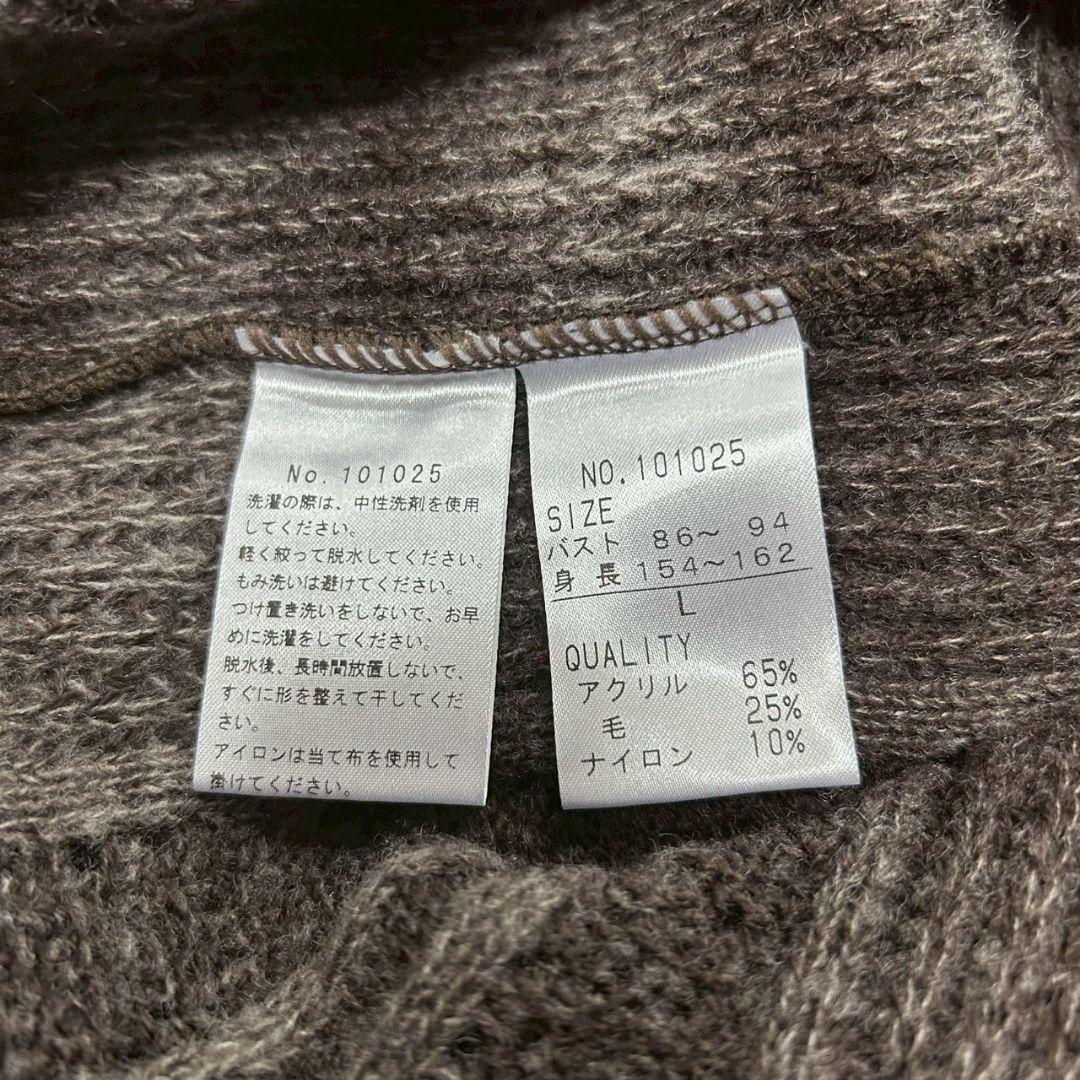 No. 101025
洗濯の際は、中性洗剤を使用
してください。
軽く絞って脱水してください。
もみ洗いは避けてください。
つけ置き洗いをしないで、お早
めに洗濯をしてください。
脱水後、長時間放置しないで、
すぐに形を整えて干してくだ
さい。
アイロンは当て布を使用して
掛けてください。
NO. 101025
SIZE
バスト 86～ 94
身長 154～162
L
QUALITY
アクリル 65%
毛 25%
ナイロン 10%